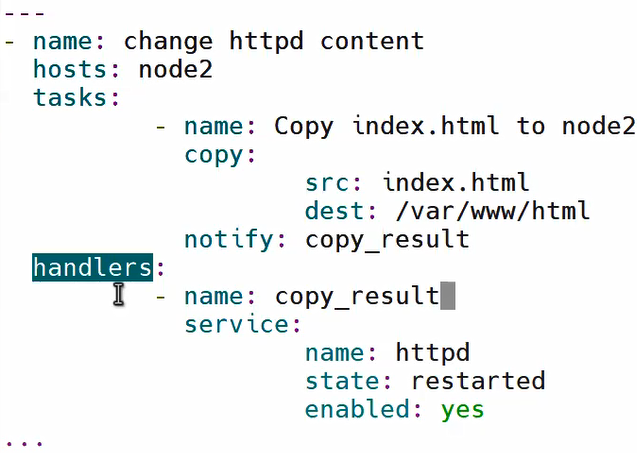 ---
- name: change httpd content
hosts: node2
tasks:
- name: Copy index.html to node2
copy:
src: index.html
dest: /var/www/html
notify: copy_result
handlers:
- name: copy_result
service:
name: httpd
state: restarted
enabled: yes
...